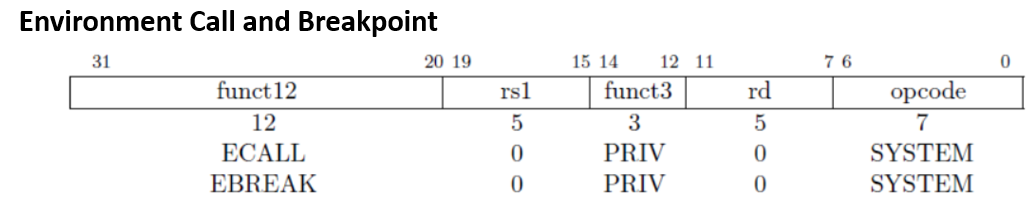 Environment Call and Breakpoint
31 20 19 15 14 12 11 7 6 0
funct12 rs1 funct3 rd opcode
12 5 3 5 7
ECALL 0 PRIV 0 SYSTEM
EBREAK 0 PRIV 0 SYSTEM